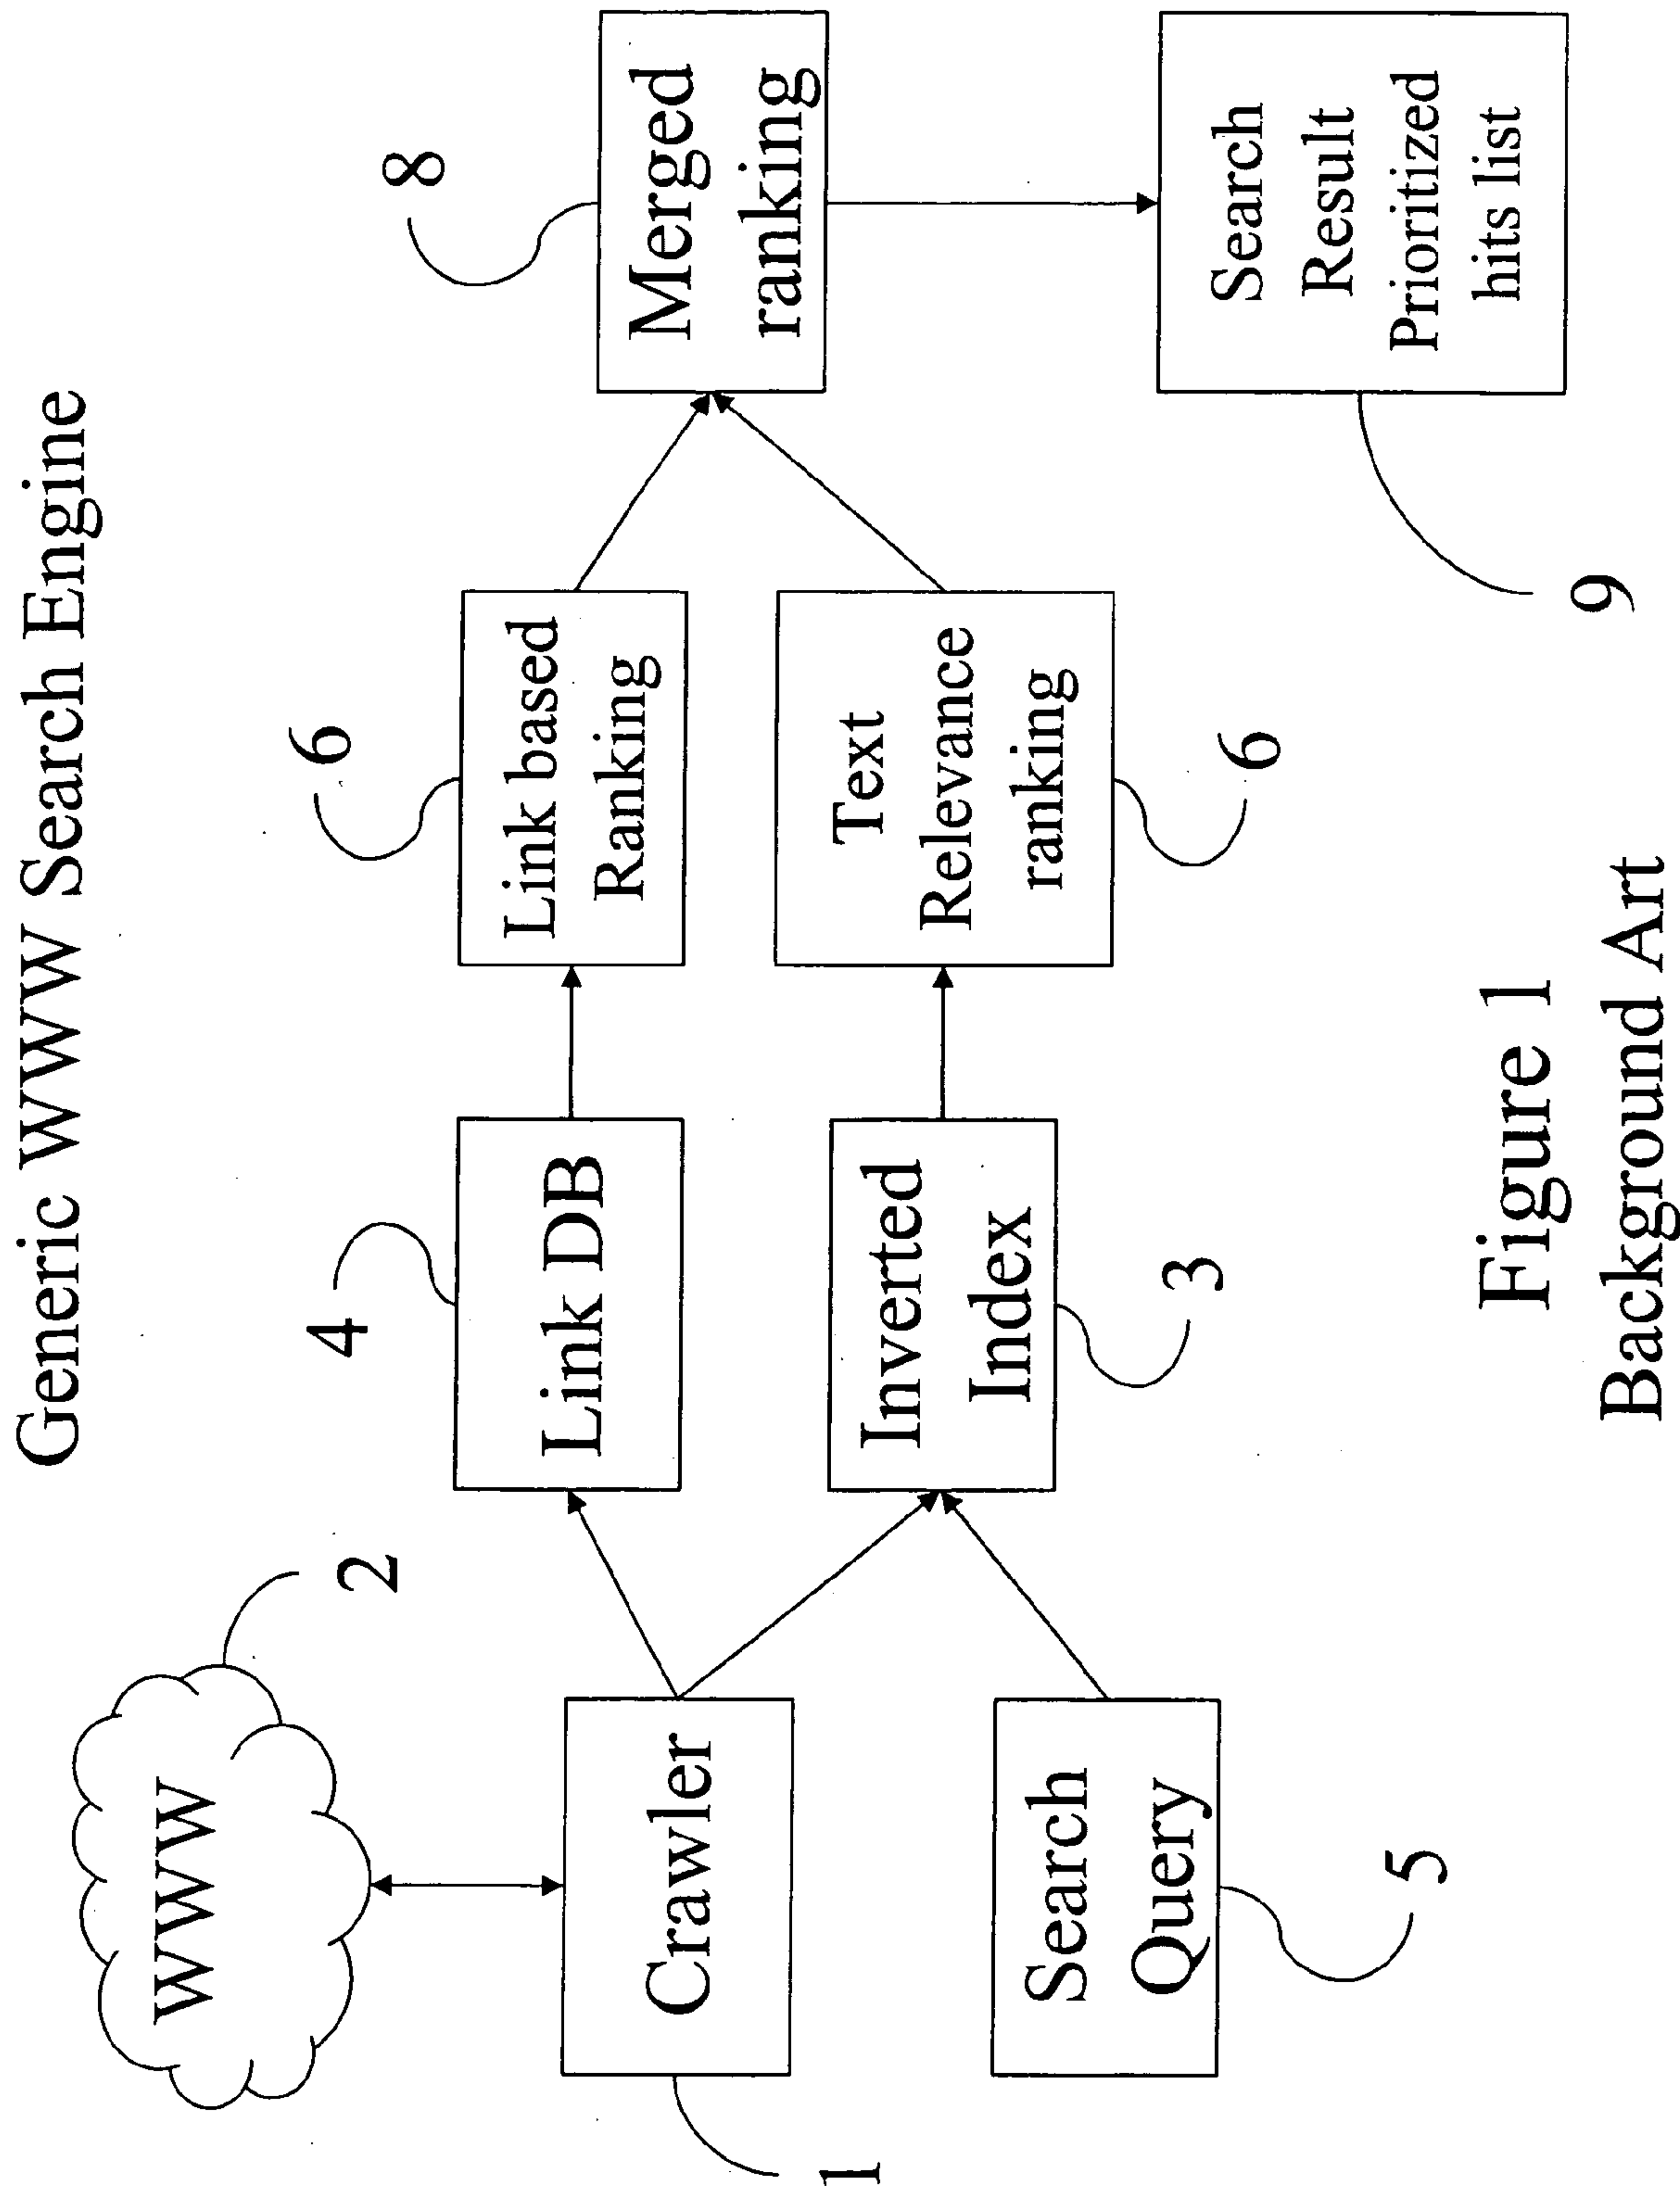 Generic WWW Search Engine
WWW
2
Crawler
1
Search
Query
5
4
Link DB
Inverted
Index
3
6
Link based
Ranking
Text
Relevance
ranking
6
8
Merged
ranking
Search
Result
Prioritized
hits list
9
Figure 1
Background Art